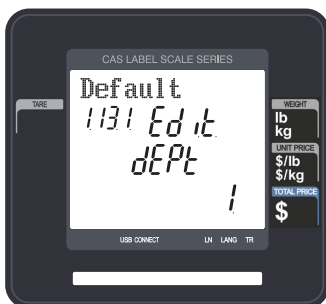 CAS LABEL SCALE SERIES
Default
1131 Edit
dEPt
1
TARE
WEIGHT
lb
kg
UNIT PRICE
$/lb
$/kg
TOTAL PRICE
$
USB CONNECT LN LANG TR